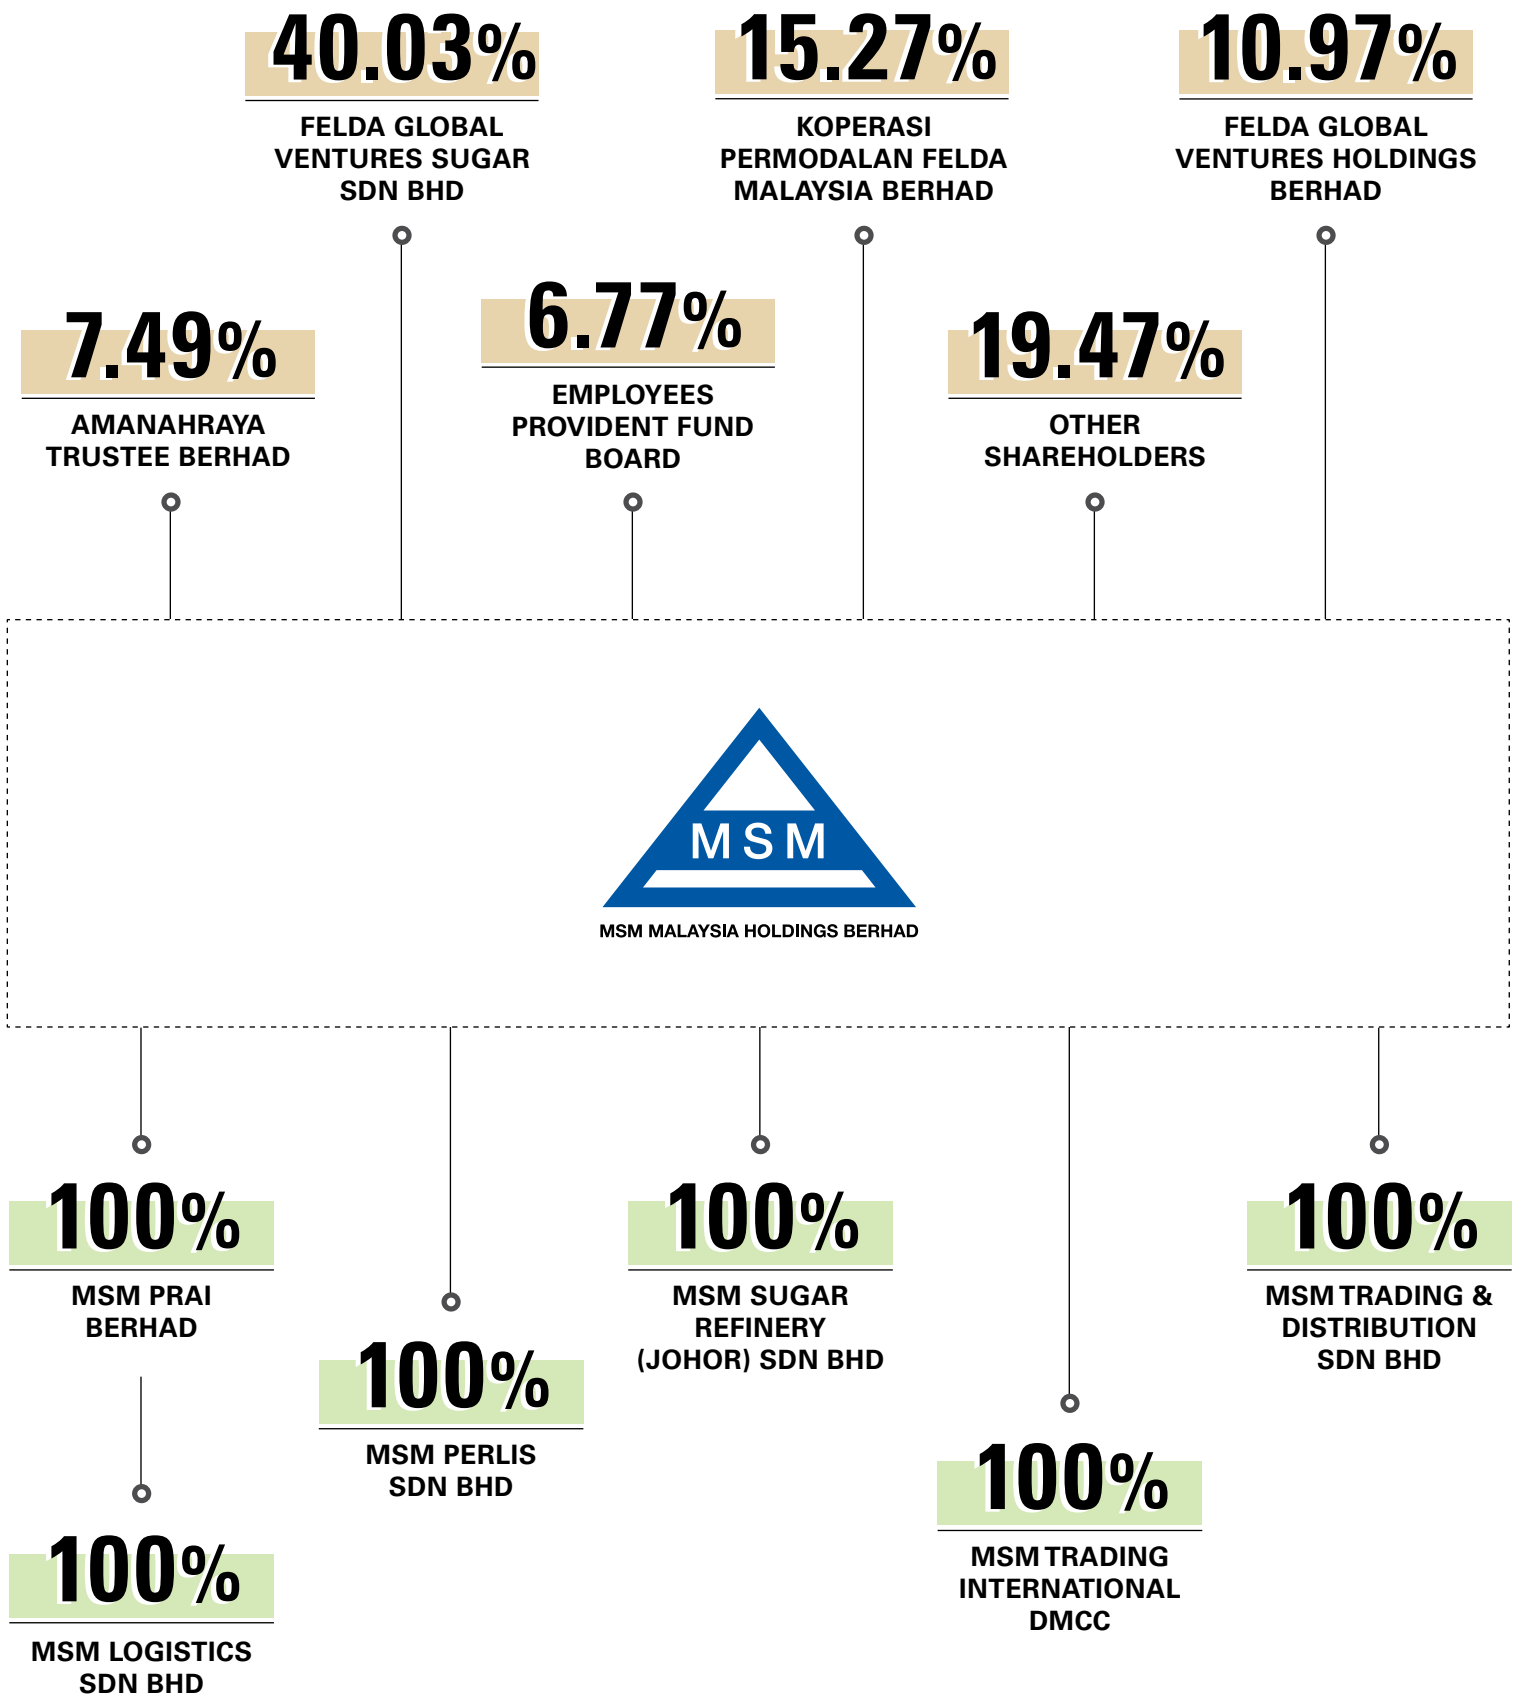 40.03%
FELDA GLOBAL
VENTURES SUGAR
SDN BHD
15.27%
KOPERASI
PERMODALAN FELDA
MALAYSIA BERHAD
10.97%
FELDA GLOBAL
VENTURES HOLDINGS
BERHAD
7.49%
AMANAHRAYA
TRUSTEE BERHAD
6.77%
EMPLOYEES
PROVIDENT FUND
BOARD
19.47%
OTHER
SHAREHOLDERS
MSM
MSM MALAYSIA HOLDINGS BERHAD
100%
MSM PRAI
BERHAD
100%
MSM LOGISTICS
SDN BHD
100%
MSM PERLIS
SDN BHD
100%
MSM SUGAR
REFINERY
(JOHOR) SDN BHD
100%
MSM TRADING
INTERNATIONAL
DMCC
100%
MSM TRADING &
DISTRIBUTION
SDN BHD